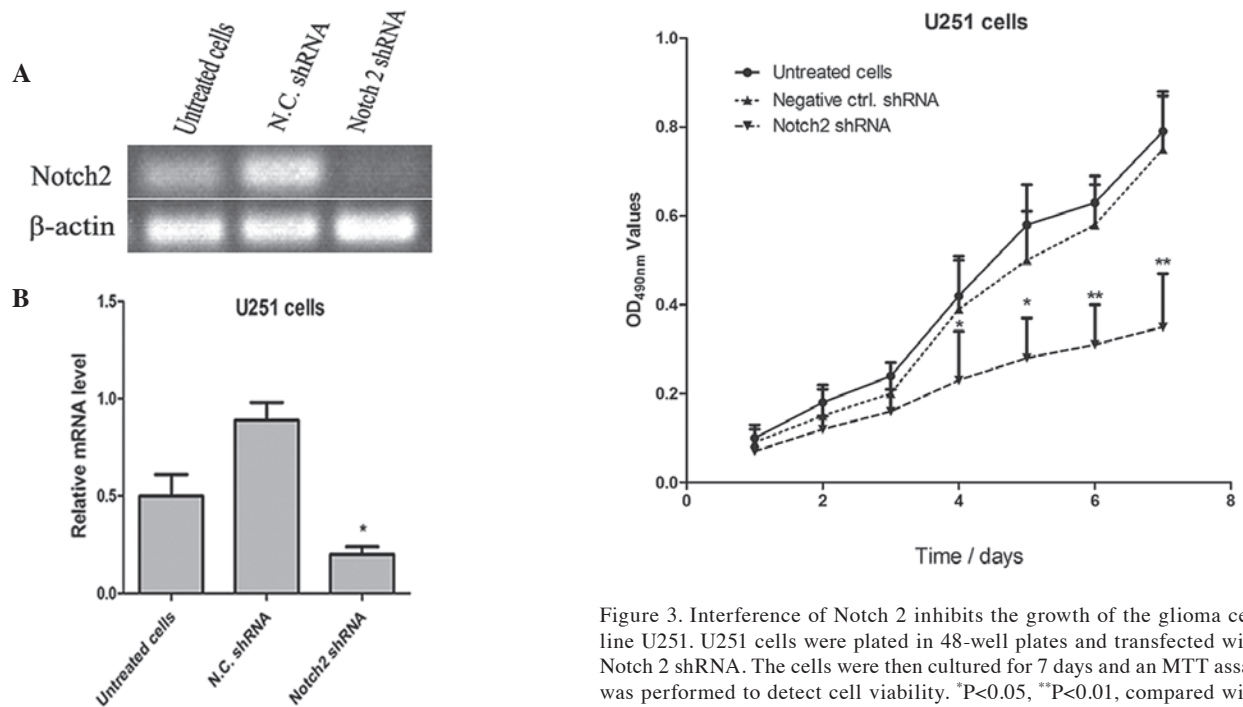 A
Untreated cells
N.C. shRNA
Notch 2 shRNA
Notch2
β-actin
B
U251 cells
Relative mRNA level
1.5
1.0
0.5
0.0
*
Untreated cells
N.C. shRNA
Notch2 shRNA
U251 cells
Untreated cells
Negative ctrl. shRNA
Notch2 shRNA
OD490nm Values
1.0
0.8
0.6
0.4
0.2
0.0
*
*
**
**
0
2
4
6
8
Time / days
Figure 3. Interference of Notch 2 inhibits the growth of the glioma
line U251. U251 cells were plated in 48-well plates and transfected
Notch 2 shRNA. The cells were then cultured for 7 days and an MTT
was performed to detect cell viability. *P<0.05, **P<0.01, compared